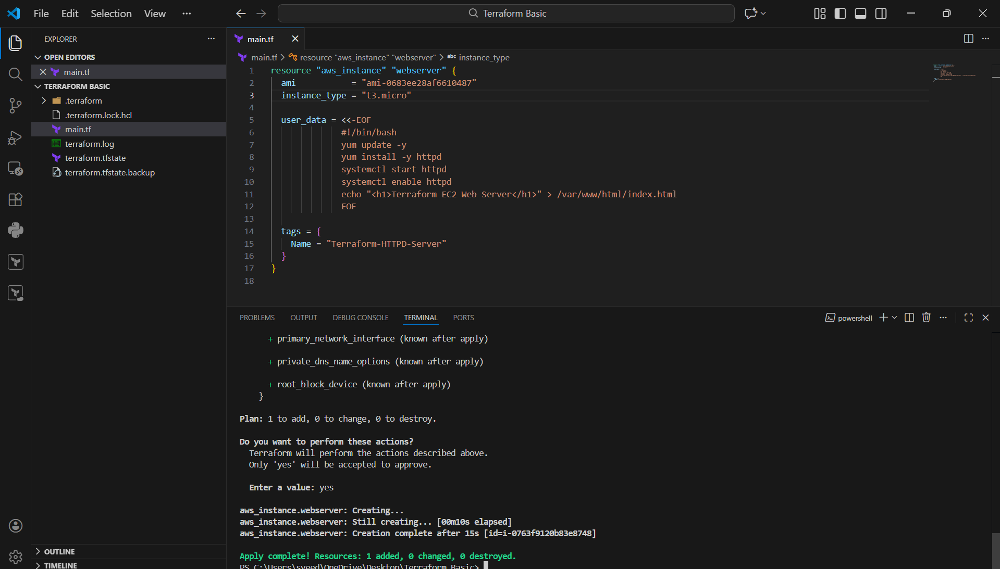 File Edit Selection View ···
Terraform Basic
EXPLORER ···
OPEN EDITORS
main.tf
TERRAFORM BASIC
.terraform
.terraform.lock.hcl
main.tf
terraform.log
terraform.tfstate
terraform.tfstate.backup
OUTLINE
TIMELINE
main.tf
main.tf > resource "aws_instance" "webserver" > abc instance_type
1 resource "aws_instance" "webserver" {
2 ami = "ami-0683ee28af6610487"
3 instance_type = "t3.micro"
4
5 user_data = <<-EOF
6 #!/bin/bash
7 yum update -y
8 yum install -y httpd
9 systemctl start httpd
10 systemctl enable httpd
11 echo "<h1>Terraform EC2 Web Server</h1>" > /var/www/html/index.html
12 EOF
13
14 tags = {
15 Name = "Terraform-HTTPD-Server"
16 }
17 }
18
PROBLEMS OUTPUT DEBUG CONSOLE TERMINAL PORTS
powershell
+ primary_network_interface (known after apply)
+ private_dns_name_options (known after apply)
+ root_block_device (known after apply)
}
Plan: 1 to add, 0 to change, 0 to destroy.
Do you want to perform these actions?
Terraform will perform the actions described above.
Only 'yes' will be accepted to approve.
Enter a value: yes
aws_instance.webserver: Creating...
aws_instance.webserver: Still creating... [00m10s elapsed]
aws_instance.webserver: Creation complete after 15s [id=i-0763f9120b83e8748]
Apply complete! Resources: 1 added, 0 changed, 0 destroyed.
PS C:\Users\syeed\OneDrive\Desktop\Terraform Basic>